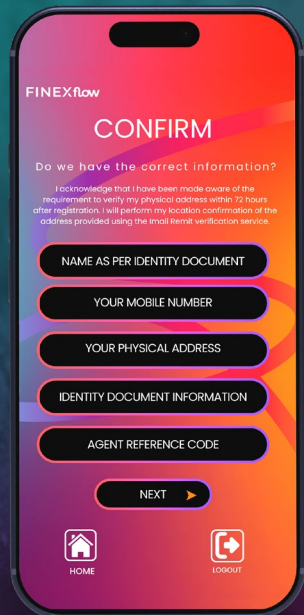 FINEXflow
CONFIRM
Do we have the correct information?
I acknowledge that I have been made aware of the
requirement to verify my physical address within 72 hours
after registration. I will perform my location confirmation of the
address provided using the Imali Remit verification service.
NAME AS PER IDENTITY DOCUMENT
YOUR MOBILE NUMBER
YOUR PHYSICAL ADDRESS
IDENTITY DOCUMENT INFORMATION
AGENT REFERENCE CODE
NEXT
HOME
LOGOUT